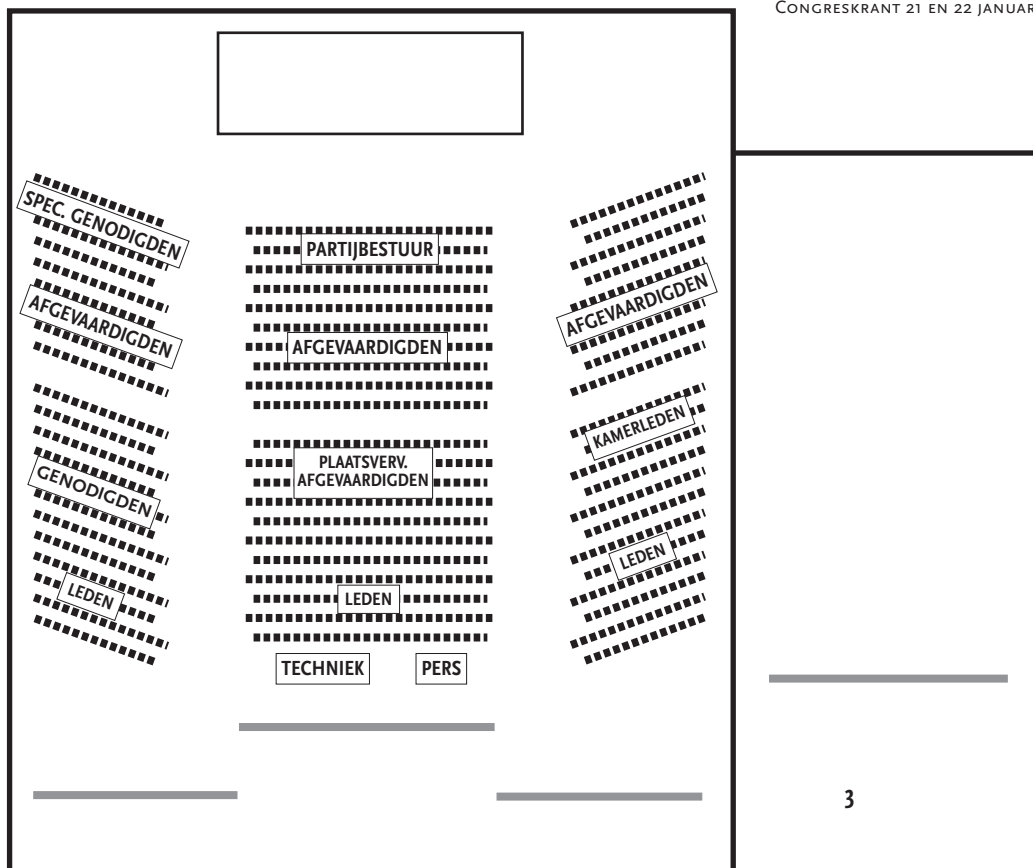 CONGRESKRANT 21 EN 22 JANUAR
SPEC. GENODIGDEN
AFGEVAARDIGDEN
GENODIGDEN
LEDEN
PARTIJBESTUUR
AFGEVAARDIGDEN
PLAATSVERV.
AFGEVAARDIGDEN
LEDEN
TECHNIEK
PERS
AFGEVAARDIGDEN
KAMERLEDEN
LEDEN
3